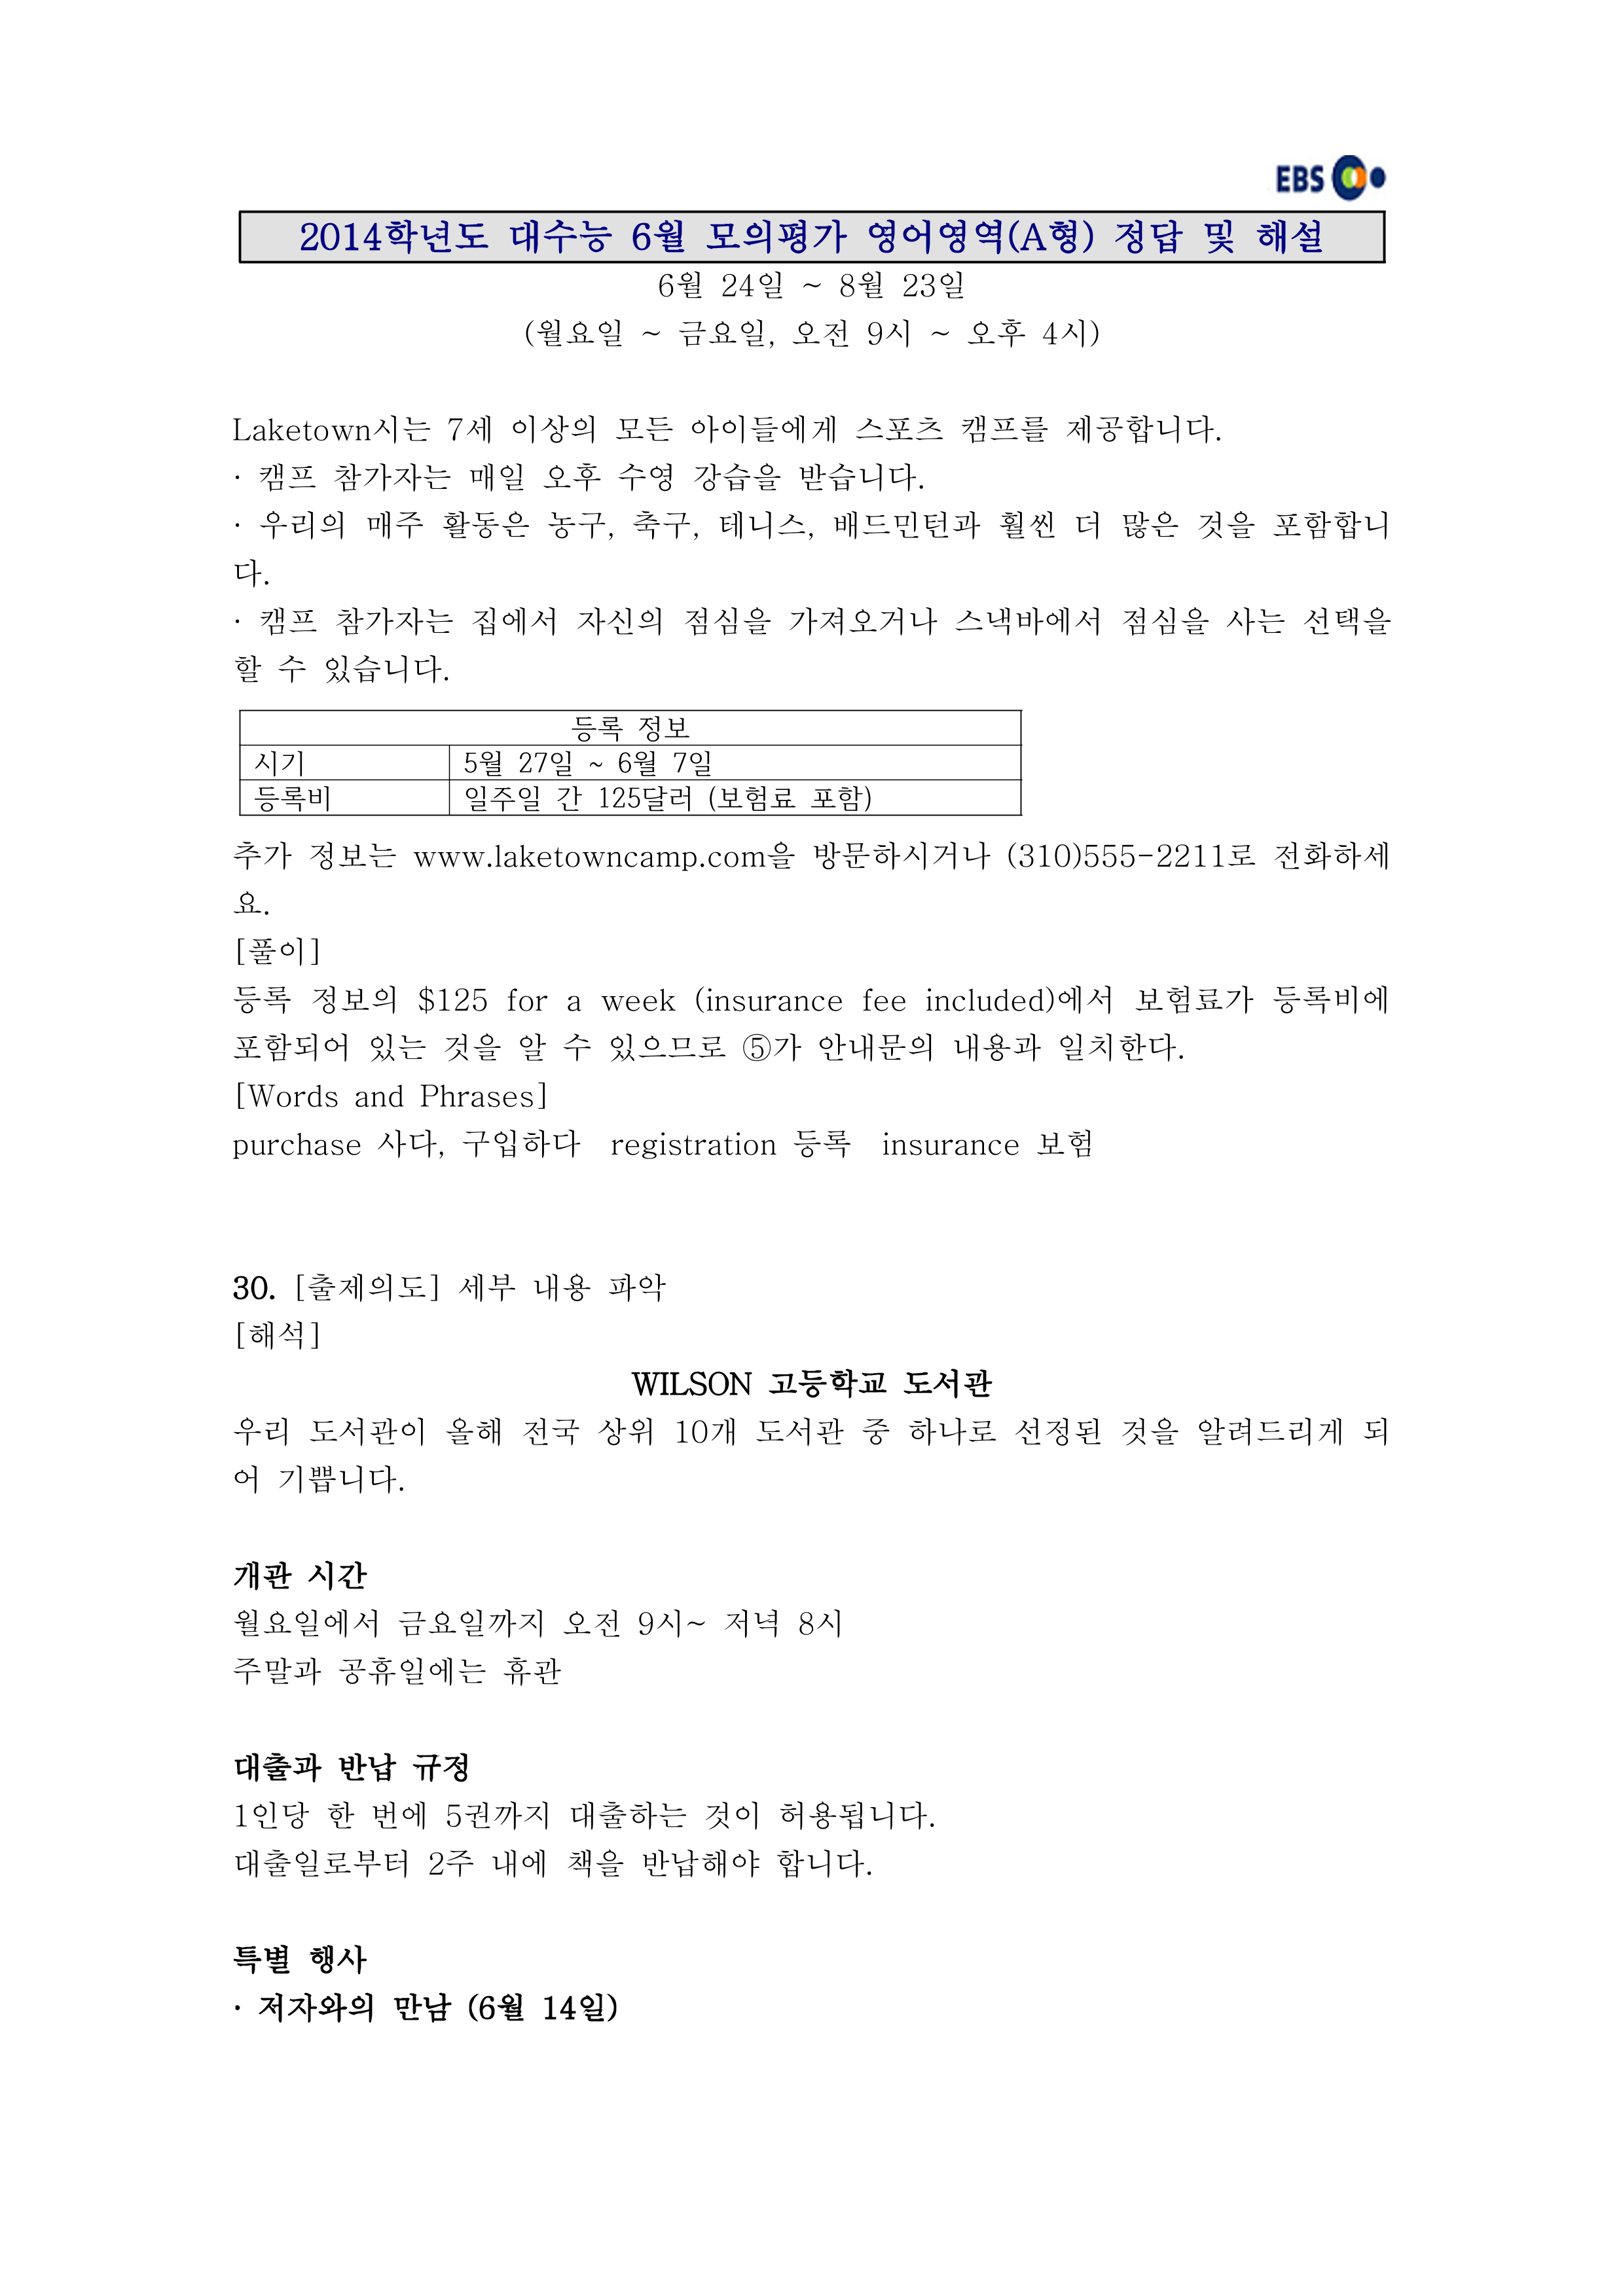 EBS
2014학년도 대수능 6월 모의평가 영어영역(A형) 정답 및 해설
6월 24일 ~ 8월 23일
(월요일 ~ 금요일, 오전 9시 ~ 오후 4시)
Laketown시는 7세 이상의 모든 아이들에게 스포츠 캠프를 제공합니다.
· 캠프 참가자는 매일 오후 수영 강습을 받습니다.
· 우리의 매주 활동은 농구, 축구, 테니스, 배드민턴과 훨씬 더 많은 것을 포함합니
다.
· 캠프 참가자는 집에서 자신의 점심을 가져오거나 스낵바에서 점심을 사는 선택을
할 수 있습니다.
등록 정보
시기 5월 27일 ~ 6월 7일
등록비 일주일 간 125달러 (보험료 포함)
추가 정보는 www.laketowncamp.com을 방문하시거나 (310)555-2211로 전화하세
요.
[풀이]
등록 정보의 $125 for a week (insurance fee included)에서 보험료가 등록비에
포함되어 있는 것을 알 수 있으므로 ⑤가 안내문의 내용과 일치한다.
[Words and Phrases]
purchase 사다, 구입하다 registration 등록 insurance 보험
30. [출제의도] 세부 내용 파악
[해석]
WILSON 고등학교 도서관
우리 도서관이 올해 전국 상위 10개 도서관 중 하나로 선정된 것을 알려드리게 되
어 기쁩니다.
개관 시간
월요일에서 금요일까지 오전 9시~ 저녁 8시
주말과 공휴일에는 휴관
대출과 반납 규정
1인당 한 번에 5권까지 대출하는 것이 허용됩니다.
대출일로부터 2주 내에 책을 반납해야 합니다.
특별 행사
· 저자와의 만남 (6월 14일)